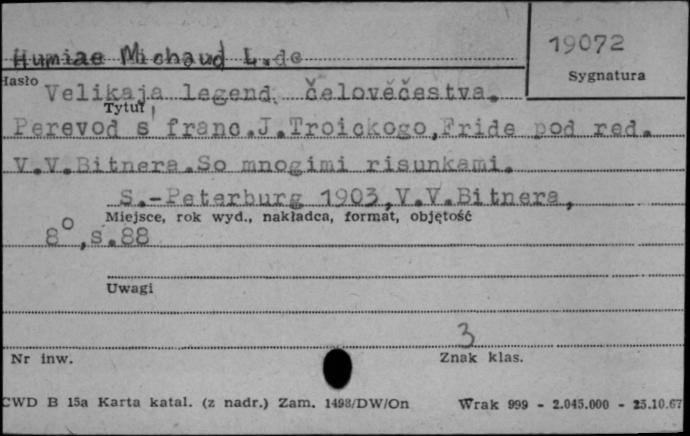 Humiae Michaud L.de
19072
Hasło
Sygnatura
Velikaja legenda čelovečestva.
Tytuł
Perevod s franc.J.Troickogo,Fride pod red.
V.V.Bitnera.So mnogimi risunkami.
S.-Peterburg 1903,V.V.Bitnera,
Miejsce, rok wyd., nakładca, format, objętość
8°,s.88
Uwagi
3
Nr inw.
Znak klas.
CWD B 15a Karta katal. (z nadr.) Zam. 1498/DW/On
Wrak 999 - 2.045.000 - 25.10.67